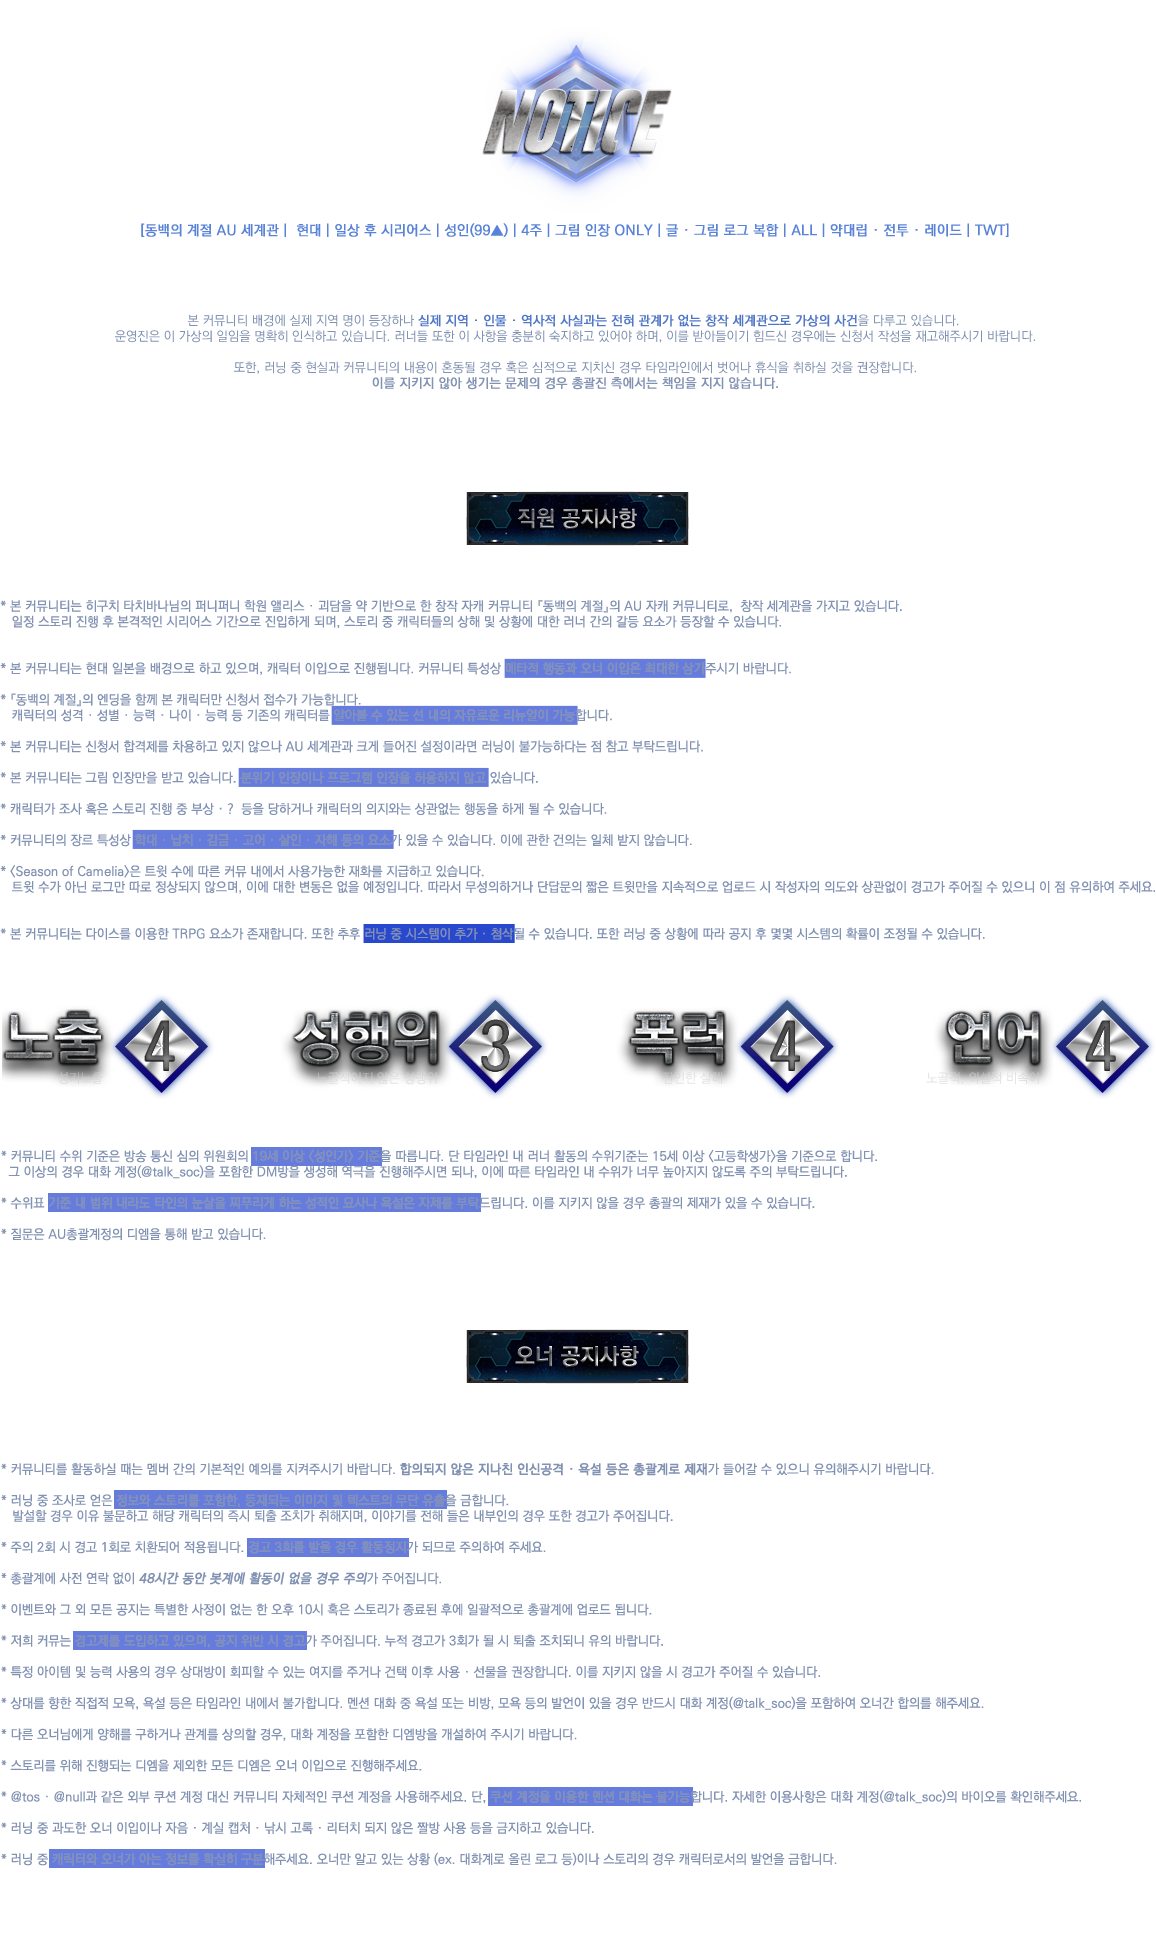 NOTICE
[동백의 계절 AU 세계관 | 현대 | 일상 후 시리어스 | 성인(99▲) | 4주 | 그림 인장 ONLY | 글 · 그림 로그 복합 | ALL | 약대립 · 전투 · 레이드 | TWT]
본 커뮤니티 배경에 실제 지역 명이 등장하나 실제 지역 · 인물 · 역사적 사실과는 전혀 관계가 없는 창작 세계관으로 가상의 사건을 다루고 있습니다.
운영진은 이 가상의 일임을 명확히 인식하고 있습니다. 러너들 또한 이 사항을 충분히 숙지하고 있어야 하며, 이를 받아들이기 힘드신 경우에는 신청서 작성을 재고해주시기 바랍니다.
또한, 러닝 중 현실과 커뮤니티의 내용이 혼동될 경우 혹은 심적으로 지치신 경우 타임라인에서 벗어나 휴식을 취하실 것을 권장합니다.
이를 지키지 않아 생기는 문제의 경우 총괄진 측에서는 책임을 지지 않습니다.
직원 공지사항
* 본 커뮤니티는 히구치 타치바나님의 퍼니퍼니 학원 앨리스 · 괴담을 약 기반으로 한 창작 자캐 커뮤니티 『동백의 계절』의 AU 자캐 커뮤니티로, 창작 세계관을 가지고 있습니다.
일정 스토리 진행 후 본격적인 시리어스 기간으로 진입하게 되며, 스토리 중 캐릭터들의 상해 및 상황에 대한 러너 간의 갈등 요소가 등장할 수 있습니다.
* 본 커뮤니티는 현대 일본을 배경으로 하고 있으며, 캐릭터 이입으로 진행됩니다. 커뮤니티 특성상 메타적 행동과 오너 이입은 최대한 삼가주시기 바랍니다.
* 『동백의 계절』의 엔딩을 함께 본 캐릭터만 신청서 접수가 가능합니다.
캐릭터의 성격 · 성별 · 능력 · 나이 · 능력 등 기존의 캐릭터를 알아볼 수 있는 선 내의 자유로운 리뉴얼이 가능합니다.
* 본 커뮤니티는 신청서 합격제를 차용하고 있지 않으나 AU 세계관과 크게 들어진 설정이라면 러닝이 불가능하다는 점 참고 부탁드립니다.
* 본 커뮤니티는 그림 인장만을 받고 있습니다. 분위기 인장이나 프로그램 인장을 허용하지 않고 있습니다.
* 캐릭터가 조사 혹은 스토리 진행 중 부상 · ? 등을 당하거나 캐릭터의 의지와는 상관없는 행동을 하게 될 수 있습니다.
* 커뮤니티의 장르 특성상 학대 · 납치 · 감금 · 고어 · 살인 · 자해 등의 요소가 있을 수 있습니다. 이에 관한 건의는 일체 받지 않습니다.
* 〈Season of Camelia〉은 트윗 수에 따른 커뮤 내에서 사용가능한 재화를 지급하고 있습니다.
트윗 수가 아닌 로그만 따로 정상되지 않으며, 이에 대한 변동은 없을 예정입니다. 따라서 무성의하거나 단답문의 짧은 트윗만을 지속적으로 업로드 시 작성자의 의도와 상관없이 경고가 주어질 수 있으니 이 점 유의하여 주세요.
* 본 커뮤니티는 다이스를 이용한 TRPG 요소가 존재합니다. 또한 추후 러닝 중 시스템이 추가 · 첨삭될 수 있습니다. 또한 러닝 중 상황에 따라 공지 후 몇몇 시스템의 확률이 조정될 수 있습니다.
노출 4 성행위 3 폭력 4 언어 4
* 커뮤니티 수위 기준은 방송 통신 심의 위원회의 19세 이상 〈성인가〉 기준을 따릅니다. 단 타임라인 내 러너 활동의 수위기준는 15세 이상 〈고등학생가〉을 기준으로 합니다.
그 이상의 경우 대화 계정(@talk_soc)을 포함한 DM방을 생성해 역극을 진행해주시면 되나, 이에 따른 타임라인 내 수위가 너무 높아지지 않도록 주의 부탁드립니다.
* 수위표 기준 내 범위 내라도 타인의 눈살을 찌푸리게 하는 성적인 묘사나 욕설은 자제를 부탁드립니다. 이를 지키지 않을 경우 총괄의 제재가 있을 수 있습니다.
* 질문은 AU총괄계정의 디엠을 통해 받고 있습니다.
오너 공지사항
* 커뮤니티를 활동하실 때는 멤버 간의 기본적인 예의를 지켜주시기 바랍니다. 합의되지 않은 지나친 인신공격 · 욕설 등은 총괄계로 제재가 들어갈 수 있으니 유의해주시기 바랍니다.
* 러닝 중 조사로 얻은 정보와 스토리를 포함한, 등재되는 이미지 및 텍스트의 무단 유출을 금합니다.
발설할 경우 이유 불문하고 해당 캐릭터의 즉시 퇴출 조치가 취해지며, 이야기를 전해 들은 내부인의 경우 또한 경고가 주어집니다.
* 주의 2회 시 경고 1회로 치환되어 적용됩니다. 경고 3회를 받을 경우 활동정지가 되므로 주의하여 주세요.
* 총괄계에 사전 연락 없이 48시간 동안 봇계에 활동이 없을 경우 주의가 주어집니다.
* 이벤트와 그 외 모든 공지는 특별한 사정이 없는 한 오후 10시 혹은 스토리가 종료된 후에 일괄적으로 총괄계에 업로드 됩니다.
* 저희 커뮤는 경고제를 도입하고 있으며, 공지 위반 시 경고가 주어집니다. 누적 경고가 3회가 될 시 퇴출 조치되니 유의 바랍니다.
* 특정 아이템 및 능력 사용의 경우 상대방이 회피할 수 있는 여지를 주거나 건택 이후 사용 · 선물을 권장합니다. 이를 지키지 않을 시 경고가 주어질 수 있습니다.
* 상대를 향한 직접적 모욕, 욕설 등은 타임라인 내에서 불가합니다. 멘션 대화 중 욕설 또는 비방, 모욕 등의 발언이 있을 경우 반드시 대화 계정(@talk_soc)을 포함하여 오너간 합의를 해주세요.
* 다른 오너님에게 양해를 구하거나 관계를 상의할 경우, 대화 계정을 포함한 디엠방을 개설하여 주시기 바랍니다.
* 스토리를 위해 진행되는 디엠을 제외한 모든 디엠은 오너 이입으로 진행해주세요.
* @tos · @null과 같은 외부 쿠션 계정 대신 커뮤니티 자체적인 쿠션 계정을 사용해주세요. 단, 쿠션 계정을 이용한 멘션 대화는 불가능합니다. 자세한 이용사항은 대화 계정(@talk_soc)의 바이오를 확인해주세요.
* 러닝 중 과도한 오너 이입이나 자음 · 계실 캡처 · 낚시 고록 · 리터치 되지 않은 짤방 사용 등을 금지하고 있습니다.
* 러닝 중 캐릭터와 오너가 아는 정보를 확실히 구분해주세요. 오너만 알고 있는 상황 (ex. 대화계로 올린 로그 등)이나 스토리의 경우 캐릭터로서의 발언을 금합니다.